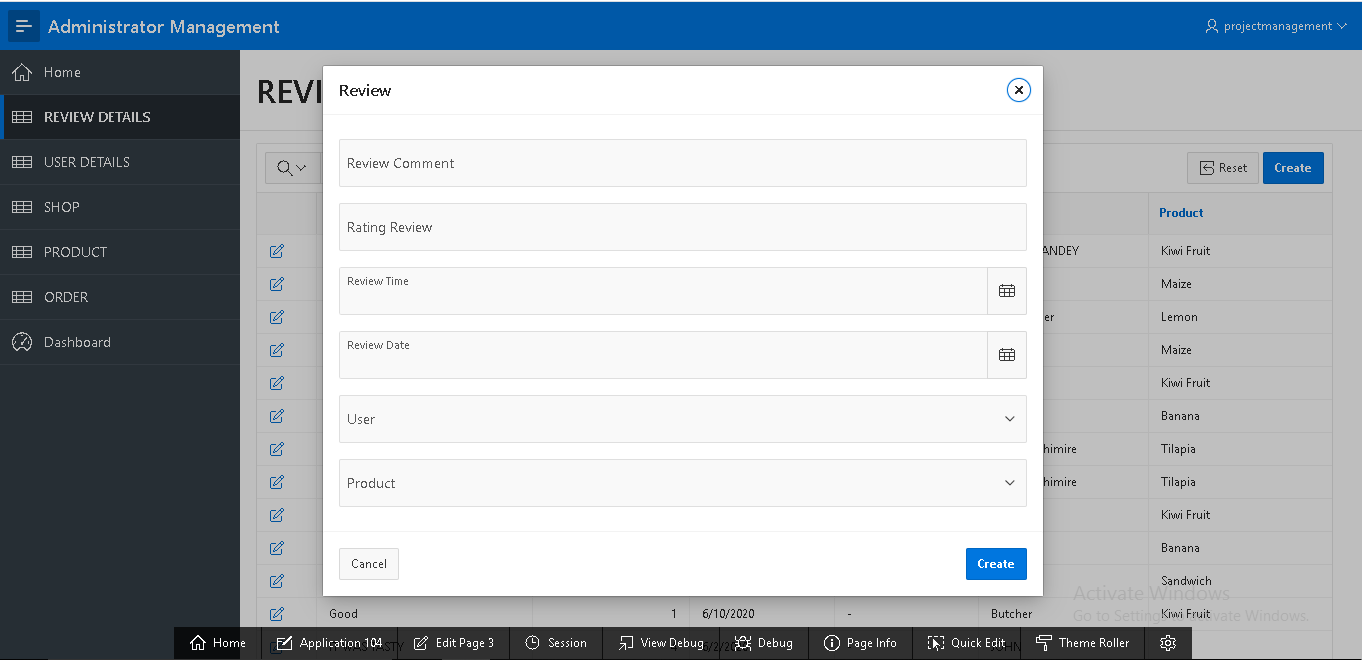 Administrator Management
projectmanagement
Home
REVIEW DETAILS
USER DETAILS
SHOP
PRODUCT
ORDER
Dashboard
REVI
Reset
Create
Review
Review Comment
Rating Review
Review Time
Review Date
User
Product
Cancel
Create
Product
ANDEY Kiwi Fruit
Maize
er Lemon
Maize
Kiwi Fruit
Banana
himire Tilapia
himire Tilapia
Kiwi Fruit
Banana
Sandwich
Good 1 6/10/2020 - Butcher Kiwi Fruit
Activate Windows
Go to Settings to activate Windows.
Home Application 104 Edit Page 3 Session View Debug Debug Page Info Quick Edit Theme Roller